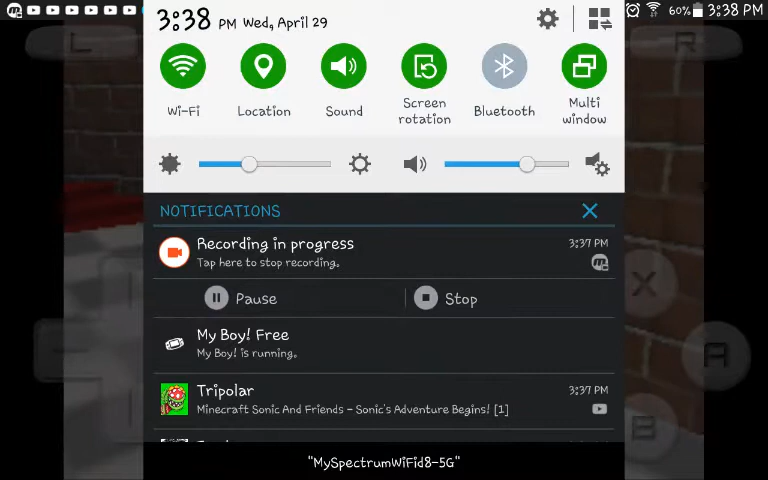 3:38 PM Wed, April 29
60% 3:38 PM
L
R
Wi-Fi
Location
Sound
Screen
rotation
Bluetooth
Multi
window
NOTIFICATIONS
Recording in progress
3:37 PM
Tap here to stop recording.
Pause
Stop
X
My Boy! Free
My Boy! is running.
A
Tripolar
3:37 PM
Minecraft Sonic And Friends - Sonic's Adventure Begins! [1]
B
"MySpectrumWiFid8-5G"